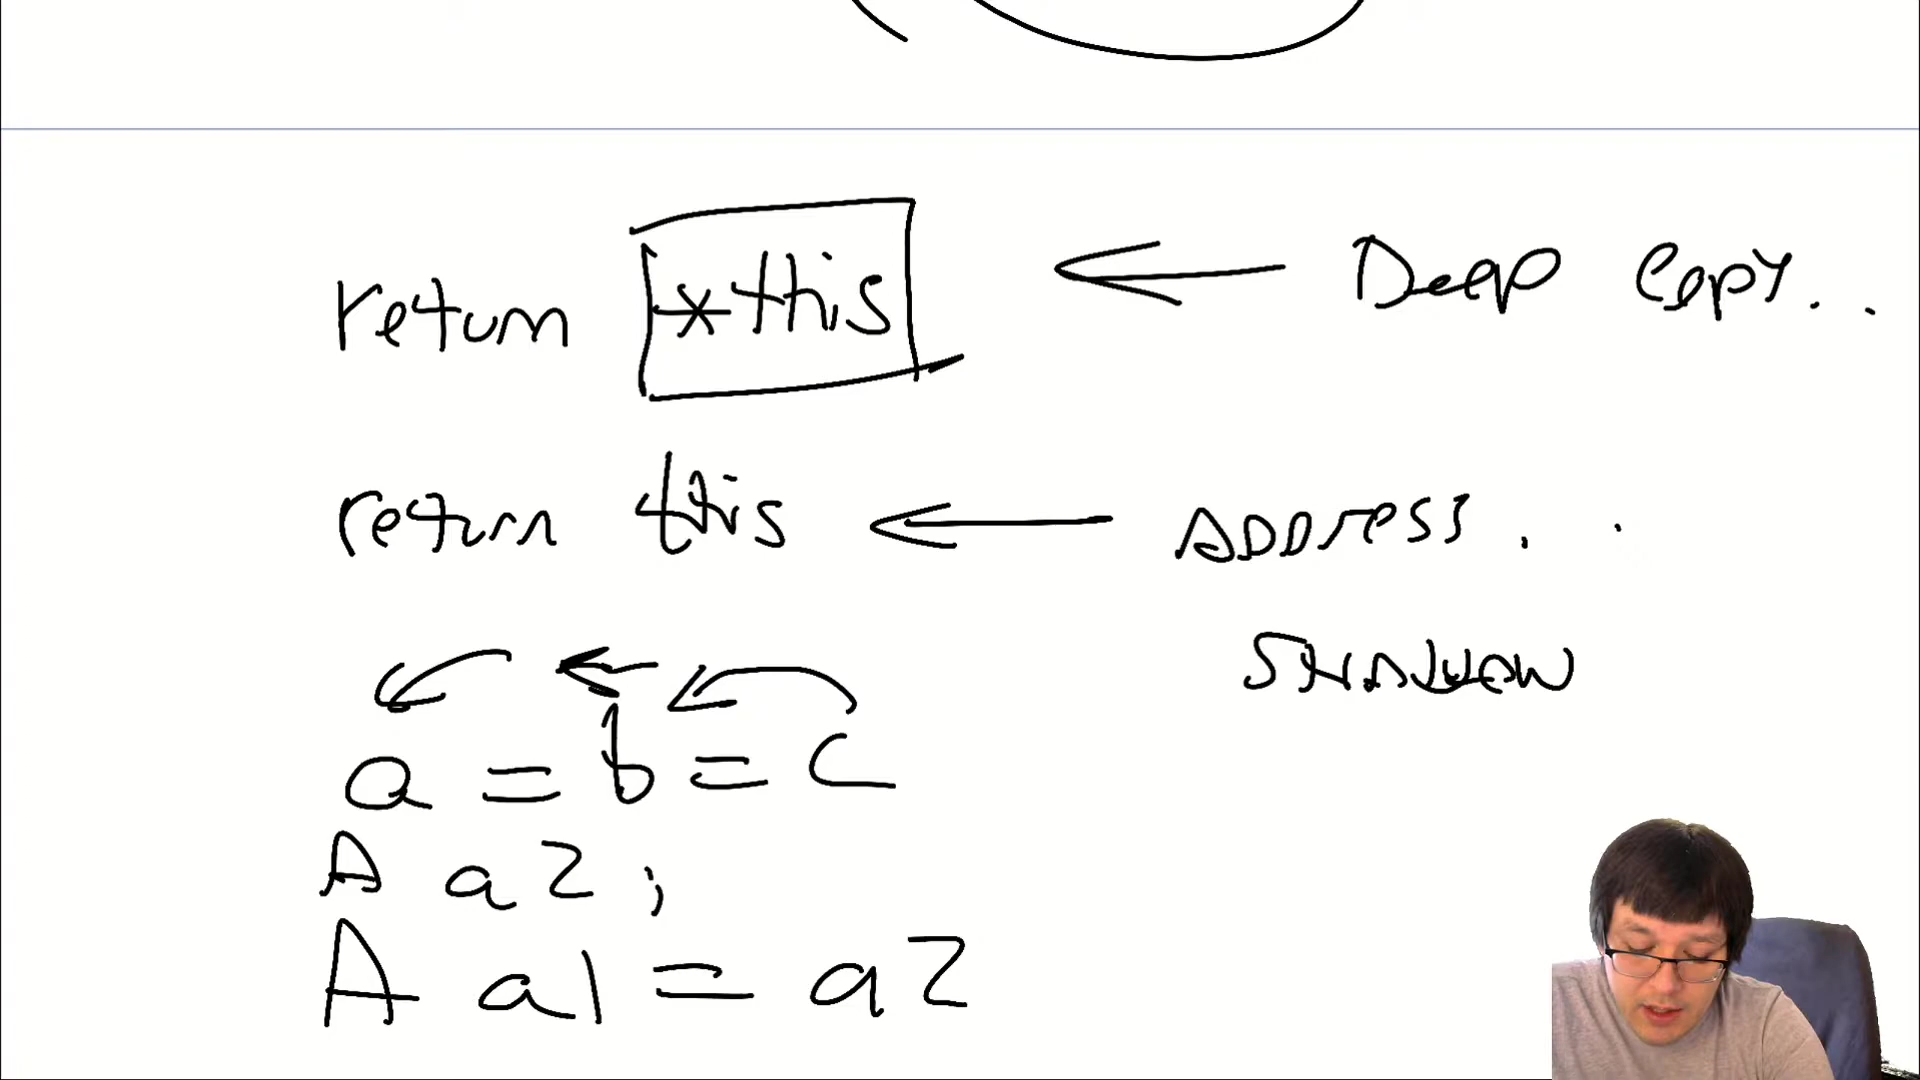 return *this Deep Copy..
return this ADDress. .
SHALLOW
a = b = c
A a2;
A a1 = a2